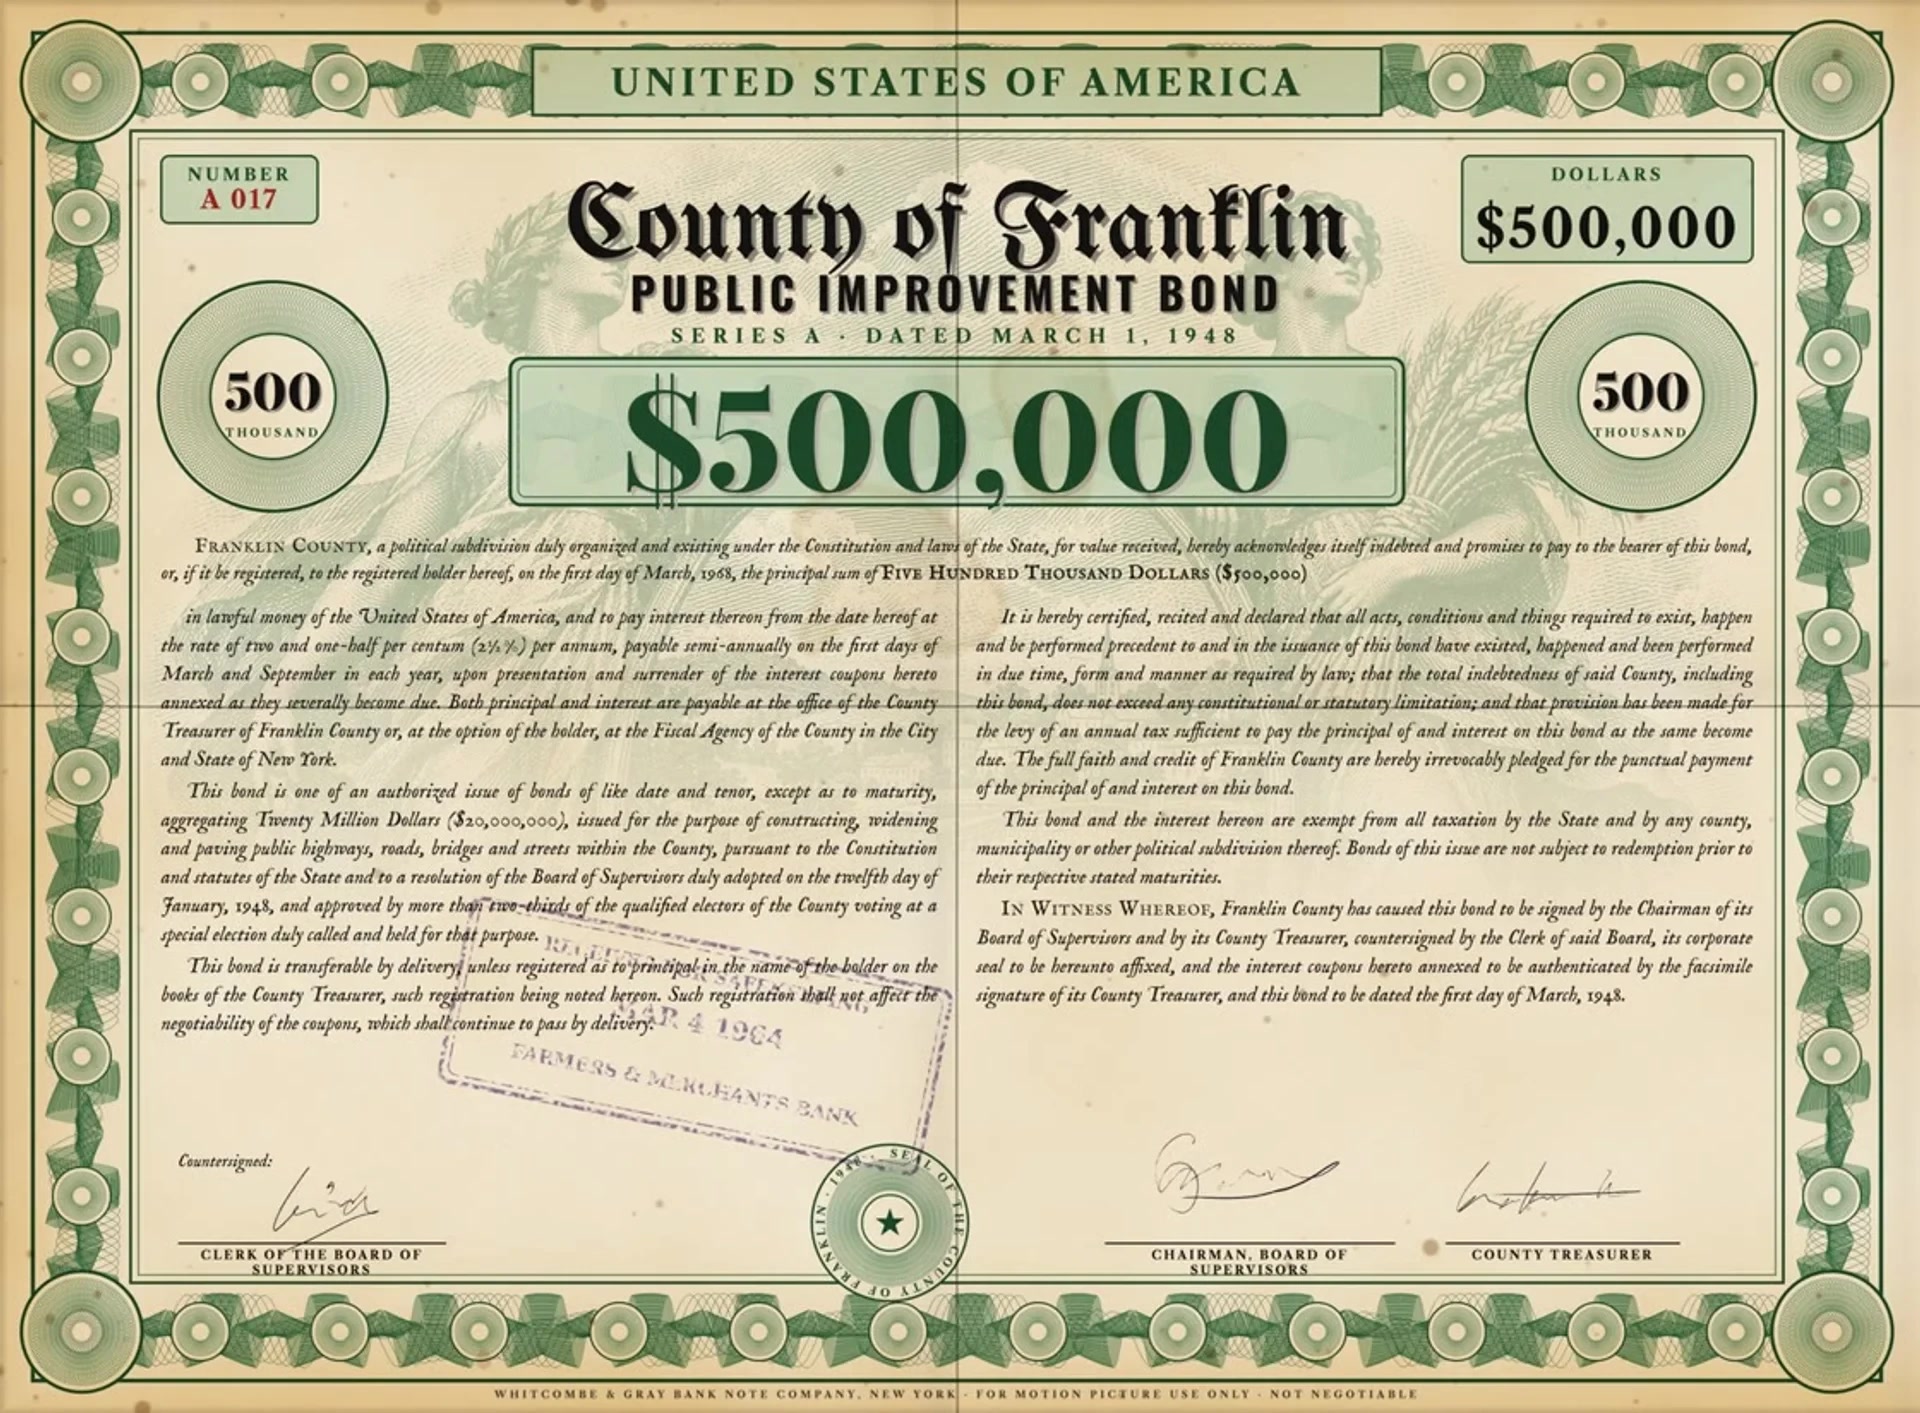 UNITED STATES OF AMERICA
NUMBER
A 017
DOLLARS
$500,000
County of Franklin
PUBLIC IMPROVEMENT BOND
SERIES A · DATED MARCH 1, 1948
500
THOUSAND
$500,000
500
THOUSAND
FRANKLIN COUNTY, a political subdivision duly organized and existing under the Constitution and laws of the State, for value received, hereby acknowledges itself indebted and promises to pay to the bearer of this bond,
or, if it be registered, to the registered holder hereof, on the first day of March, 1968, the principal sum of FIVE HUNDRED THOUSAND DOLLARS ($500,000)
in lawful money of the United States of America, and to pay interest thereon from the date hereof at
the rate of two and one-half per centum (2½%) per annum, payable semi-annually on the first days of
March and September in each year, upon presentation and surrender of the interest coupons hereto
annexed as they severally become due. Both principal and interest are payable at the office of the County
Treasurer of Franklin County or, at the option of the holder, at the Fiscal Agency of the County in the City
and State of New York.
This bond is one of an authorized issue of bonds of like date and tenor, except as to maturity,
aggregating Twenty Million Dollars ($20,000,000), issued for the purpose of constructing, widening
and paving public highways, roads, bridges and streets within the County, pursuant to the Constitution
and statutes of the State and to a resolution of the Board of Supervisors duly adopted on the twelfth day of
January, 1948, and approved by more than two-thirds of the qualified electors of the County voting at a
special election duly called and held for that purpose.
This bond is transferable by delivery, unless registered as to principal in the name of the holder on the
books of the County Treasurer, such registration being noted hereon. Such registration shall not affect the
negotiability of the coupons, which shall continue to pass by delivery.
It is hereby certified, recited and declared that all acts, conditions and things required to exist, happen
and be performed precedent to and in the issuance of this bond have existed, happened and been performed
in due time, form and manner as required by law; that the total indebtedness of said County, including
this bond, does not exceed any constitutional or statutory limitation; and that provision has been made for
the levy of an annual tax sufficient to pay the principal of and interest on this bond as the same become
due. The full faith and credit of Franklin County are hereby irrevocably pledged for the punctual payment
of the principal of and interest on this bond.
This bond and the interest hereon are exempt from all taxation by the State and by any county,
municipality or other political subdivision thereof. Bonds of this issue are not subject to redemption prior to
their respective stated maturities.
IN WITNESS WHEREOF, Franklin County has caused this bond to be signed by the Chairman of its
Board of Supervisors and by its County Treasurer, countersigned by the Clerk of said Board, its corporate
seal to be hereunto affixed, and the interest coupons hereto annexed to be authenticated by the facsimile
signature of its County Treasurer, and this bond to be dated the first day of March, 1948.
SAFEKEEPING
MAR 4 1964
FARMERS & MERCHANTS BANK
Countersigned:
CLERK OF THE BOARD OF
SUPERVISORS
SEAL OF THE COUNTY OF FRANKLIN · 1948 ·
CHAIRMAN, BOARD OF
SUPERVISORS
COUNTY TREASURER
WHITCOMBE & GRAY BANK NOTE COMPANY, NEW YORK · FOR MOTION PICTURE USE ONLY · NOT NEGOTIABLE